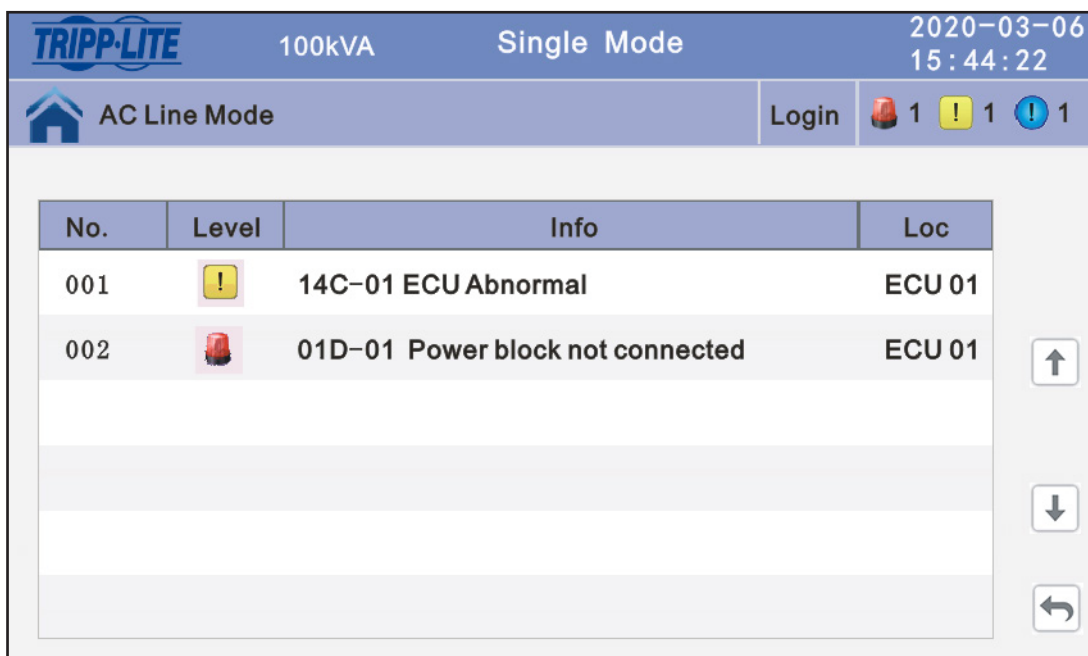 TRIPP·LITE 100kVA Single Mode 2020-03-06
15:44:22
AC Line Mode Login 1 ! 1 ! 1
No. Level Info Loc
001 ! 14C-01 ECU Abnormal ECU 01
002 01D-01 Power block not connected ECU 01